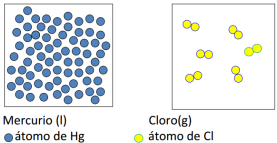 Mercurio (l)
Cloro(g)
átomo de Hg
átomo de Cl